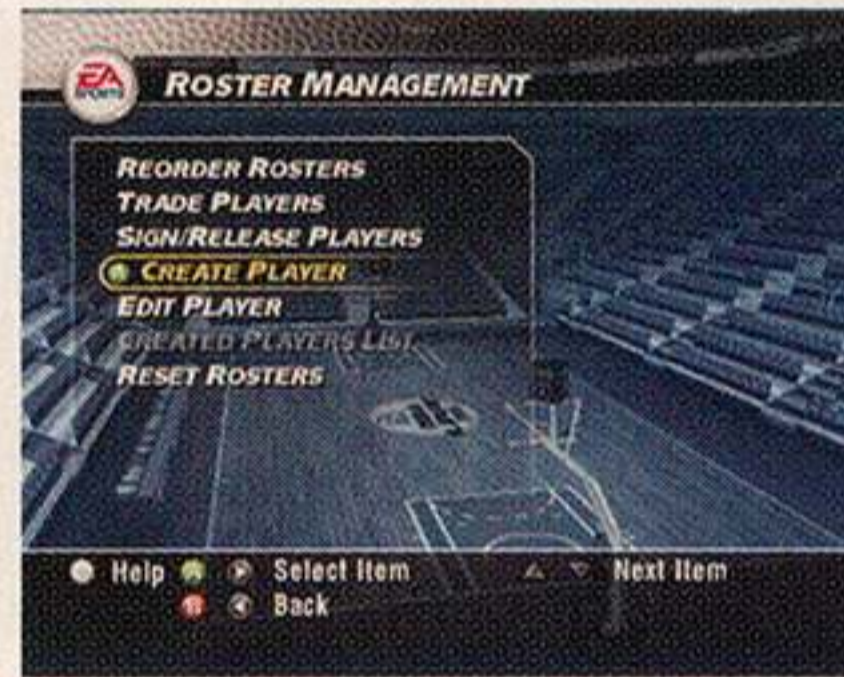 EA
SPORTS
ROSTER MANAGEMENT
REORDER ROSTERS
TRADE PLAYERS
SIGN/RELEASE PLAYERS
A CREATE PLAYER
EDIT PLAYER
CREATED PLAYERS LIST
RESET ROSTERS
Help A Select Item Next Item
B Back